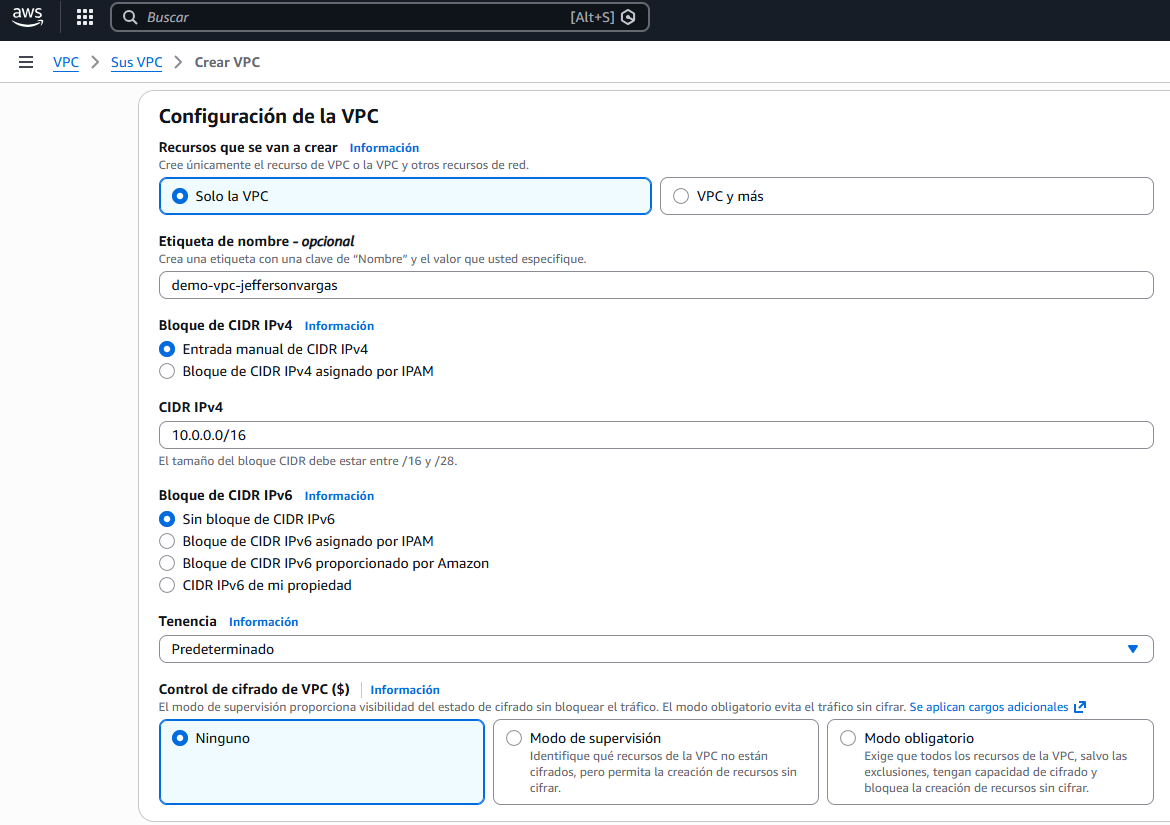 aws
Buscar [Alt+S]
VPC Sus VPC Crear VPC
Configuración de la VPC
Recursos que se van a crear Información
Cree únicamente el recurso de VPC o la VPC y otros recursos de red.
Solo la VPC VPC y más
Etiqueta de nombre - opcional
Crea una etiqueta con una clave de “Nombre” y el valor que usted especifique.
demo-vpc-jeffersonvargas
Bloque de CIDR IPv4 Información
Entrada manual de CIDR IPv4
Bloque de CIDR IPv4 asignado por IPAM
CIDR IPv4
10.0.0.0/16
El tamaño del bloque CIDR debe estar entre /16 y /28.
Bloque de CIDR IPv6 Información
Sin bloque de CIDR IPv6
Bloque de CIDR IPv6 asignado por IPAM
Bloque de CIDR IPv6 proporcionado por Amazon
CIDR IPv6 de mi propiedad
Tenencia Información
Predeterminado
Control de cifrado de VPC ($) Información
El modo de supervisión proporciona visibilidad del estado de cifrado sin bloquear el tráfico. El modo obligatorio evita el tráfico sin cifrar. Se aplican cargos adicionales
Ninguno
Modo de supervisión
Identifique qué recursos de la VPC no están
cifrados, pero permita la creación de recursos sin
cifrar.
Modo obligatorio
Exige que todos los recursos de la VPC, salvo las
exclusiones, tengan capacidad de cifrado y
bloquea la creación de recursos sin cifrar.